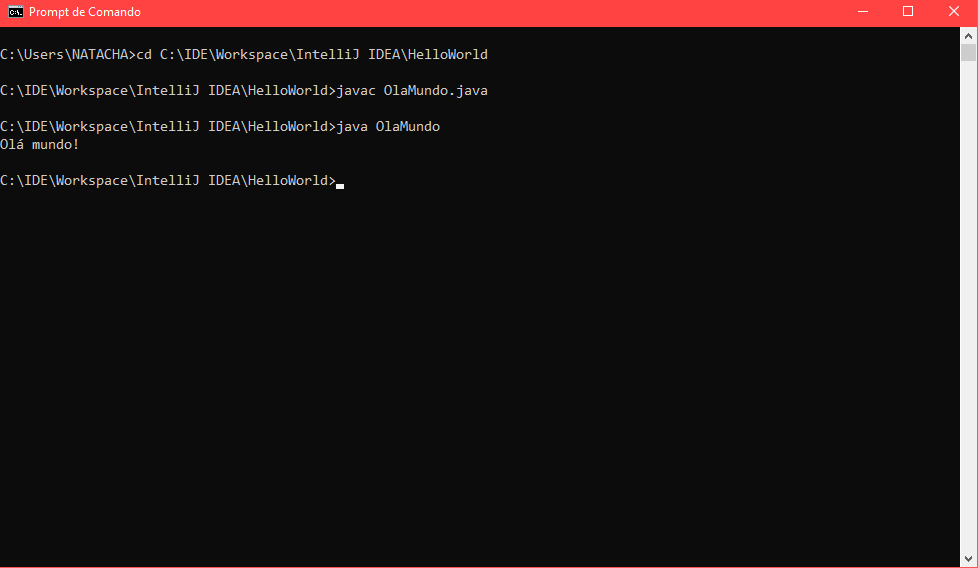 Prompt de Comando
C:\Users\NATACHA>cd C:\IDE\Workspace\IntelliJ IDEA\HelloWorld
C:\IDE\Workspace\IntelliJ IDEA\HelloWorld>javac OlaMundo.java
C:\IDE\Workspace\IntelliJ IDEA\HelloWorld>java OlaMundo
Olá mundo!
C:\IDE\Workspace\IntelliJ IDEA\HelloWorld>